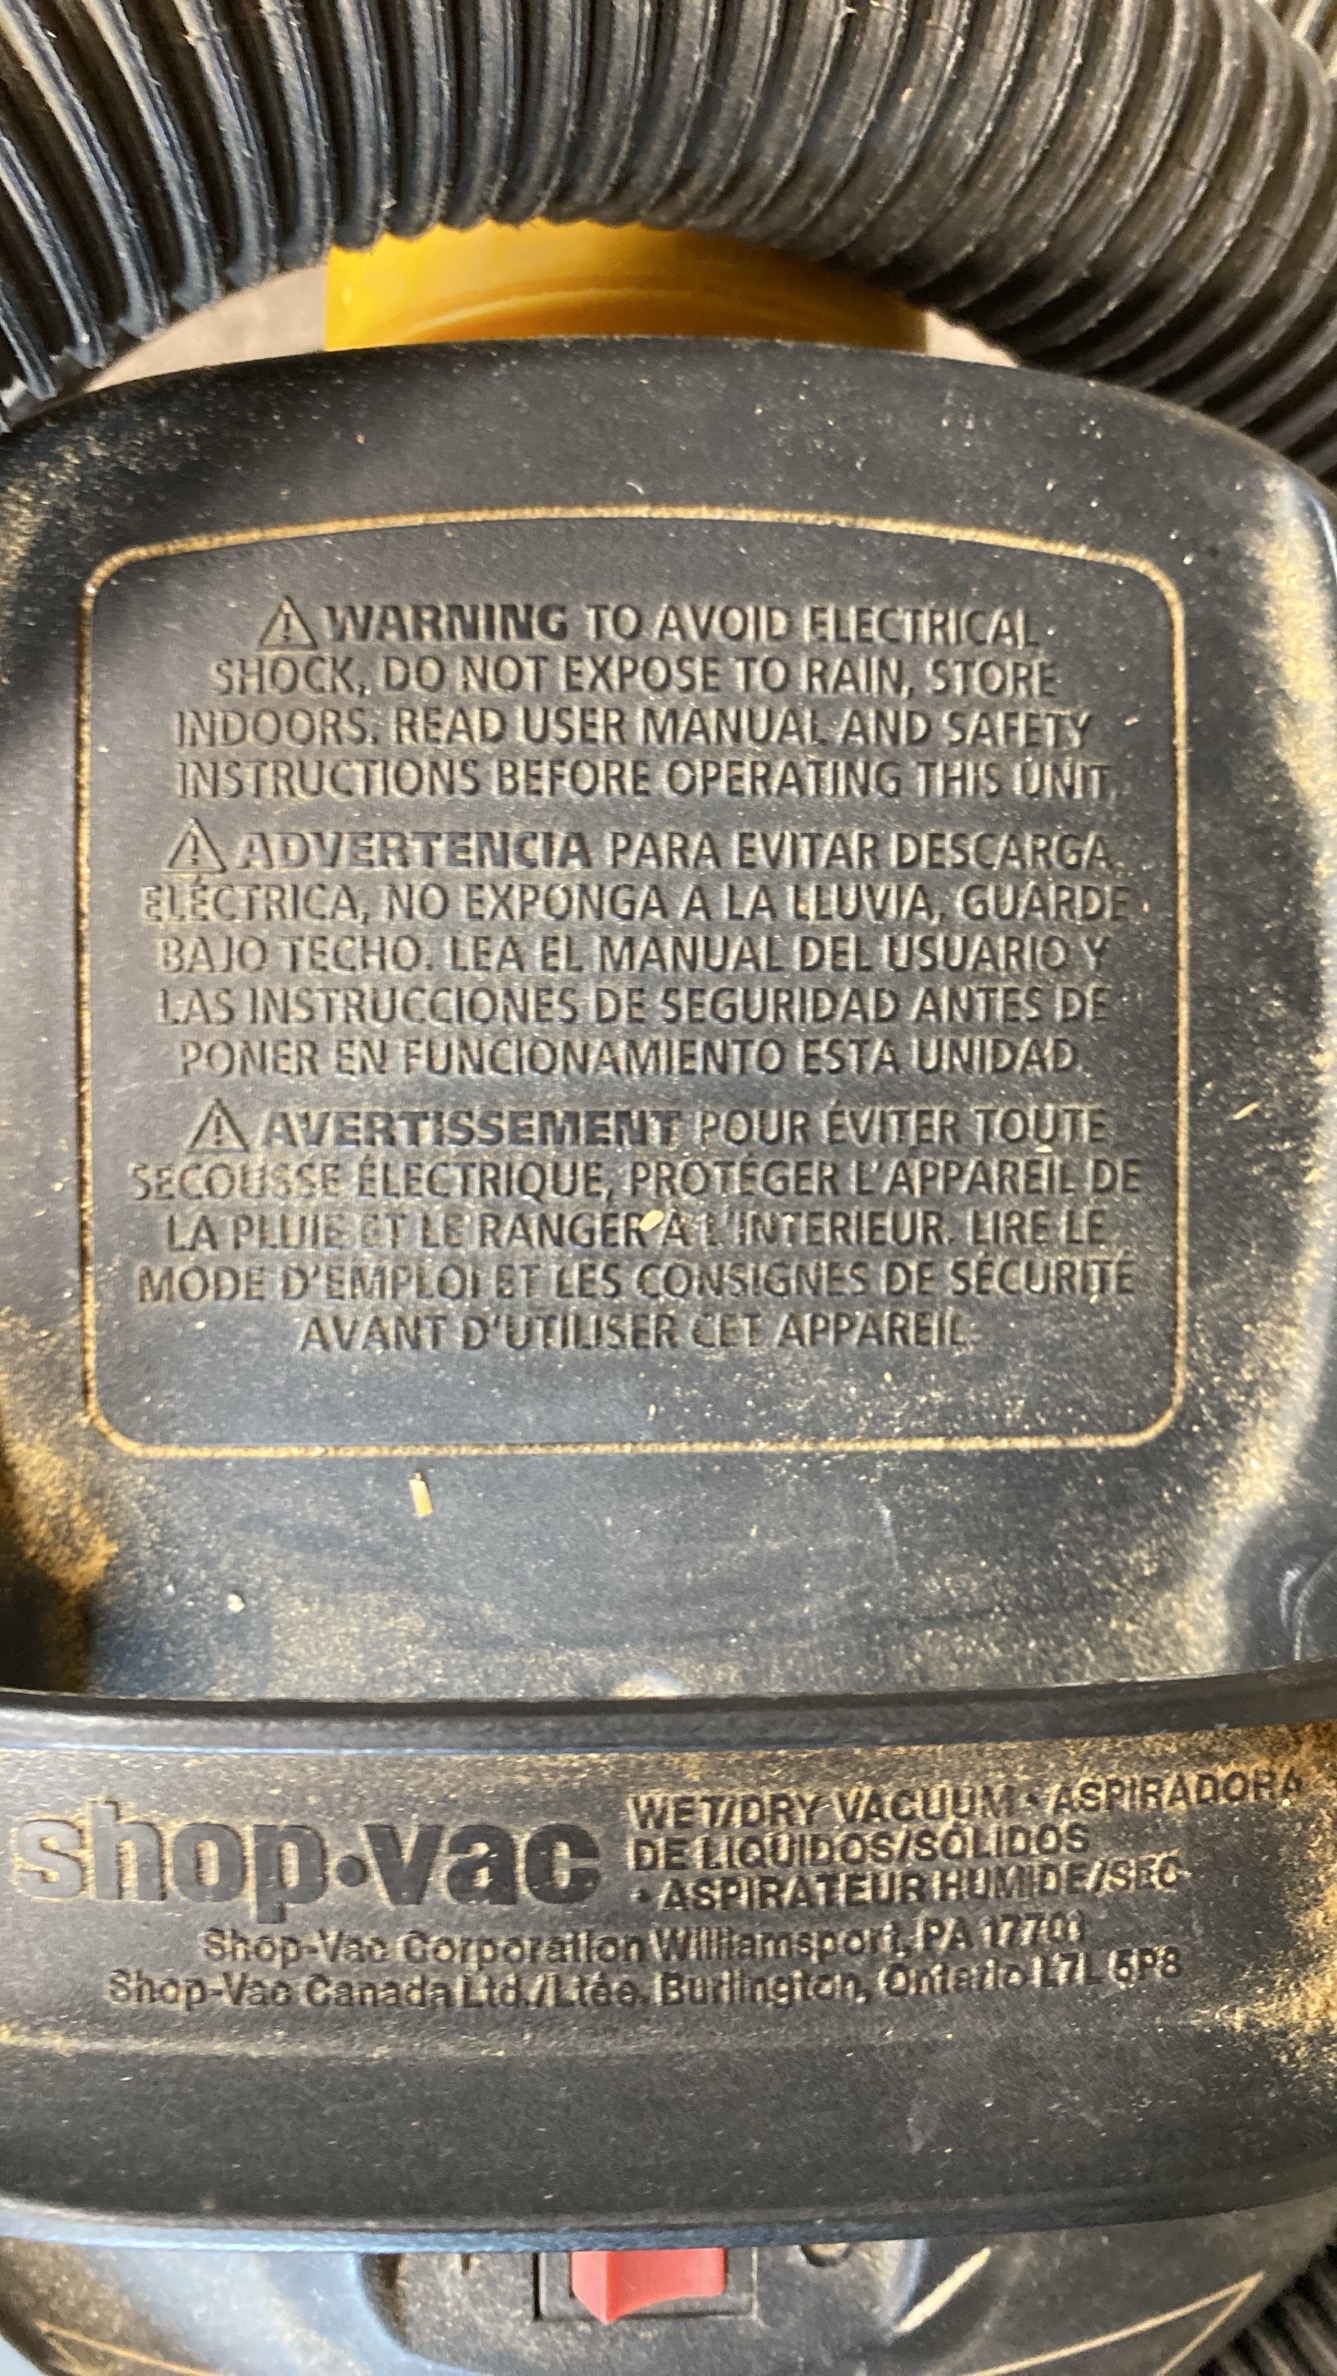 ⚠ WARNING TO AVOID ELECTRICAL
SHOCK, DO NOT EXPOSE TO RAIN, STORE
INDOORS. READ USER MANUAL AND SAFETY
INSTRUCTIONS BEFORE OPERATING THIS UNIT.
⚠ ADVERTENCIA PARA EVITAR DESCARGA
ELÉCTRICA, NO EXPONGA A LA LLUVIA, GUARDE
BAJO TECHO. LEA EL MANUAL DEL USUARIO Y
LAS INSTRUCCIONES DE SEGURIDAD ANTES DE
PONER EN FUNCIONAMIENTO ESTA UNIDAD.
⚠ AVERTISSEMENT POUR ÉVITER TOUTE
SECOUSSE ÉLECTRIQUE, PROTÉGER L'APPAREIL DE
LA PLUIE ET LE RANGER À L'INTERIEUR. LIRE LE
MODE D'EMPLOI ET LES CONSIGNES DE SÉCURITÉ
AVANT D'UTILISER CET APPAREIL.
shop·vac
WET/DRY VACUUM • ASPIRADORA
DE LIQUIDOS/SÓLIDOS
• ASPIRATEUR HUMIDE/SEC
Shop-Vac Corporation Williamsport, PA 17701
Shop-Vac Canada Ltd./Ltée. Burlington, Ontario L7L 5P8